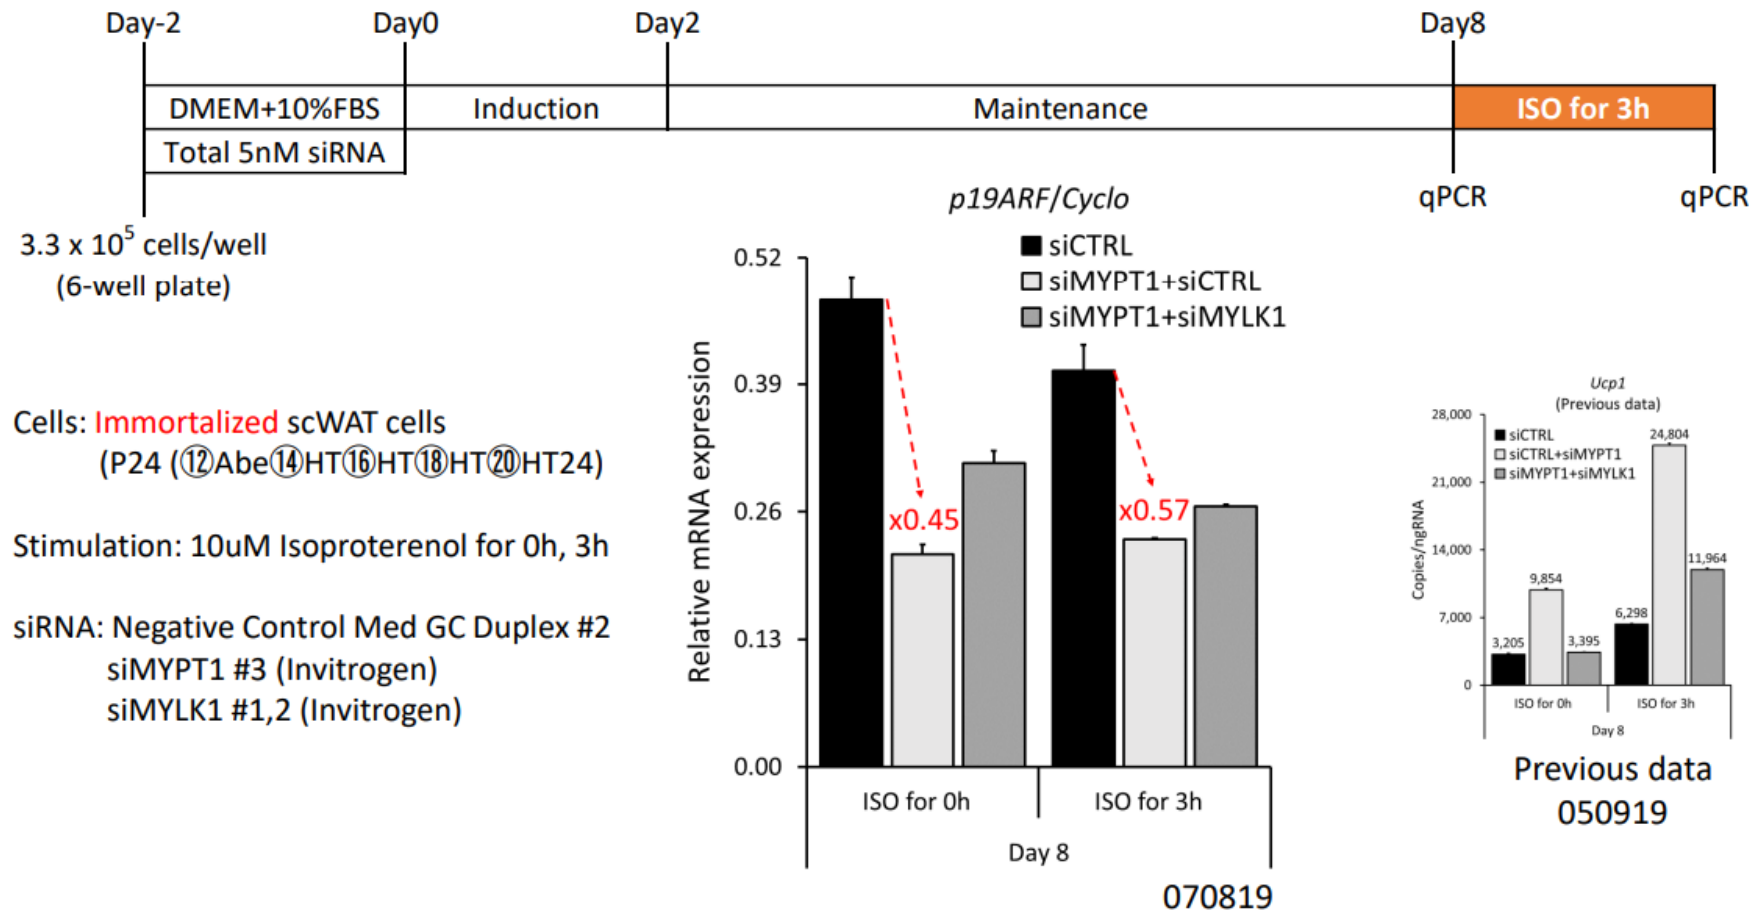 Day-2
Day0
Day2
Day8
DMEM+10%FBS
Induction
Maintenance
ISO for 3h
Total 5nM siRNA
qPCR
qPCR
3.3 x 10⁵ cells/well
(6-well plate)
Cells: Immortalized scWAT cells
(P24 (⑫Abe⑭HT⑯HT⑱HT⑳HT24)
Stimulation: 10uM Isoproterenol for 0h, 3h
siRNA: Negative Control Med GC Duplex #2
siMYPT1 #3 (Invitrogen)
siMYLK1 #1,2 (Invitrogen)
p19ARF/Cyclo
siCTRL
siMYPT1+siCTRL
siMYPT1+siMYLK1
Relative mRNA expression
0.52
0.39
0.26
0.13
0.00
x0.45
x0.57
ISO for 0h
ISO for 3h
Day 8
070819
Ucp1
(Previous data)
siCTRL
siCTRL+siMYPT1
siMYPT1+siMYLK1
Copies/ngRNA
28,000
21,000
14,000
7,000
0
3,205
9,854
3,395
6,298
24,804
11,964
ISO for 0h
ISO for 3h
Day 8
Previous data
050919